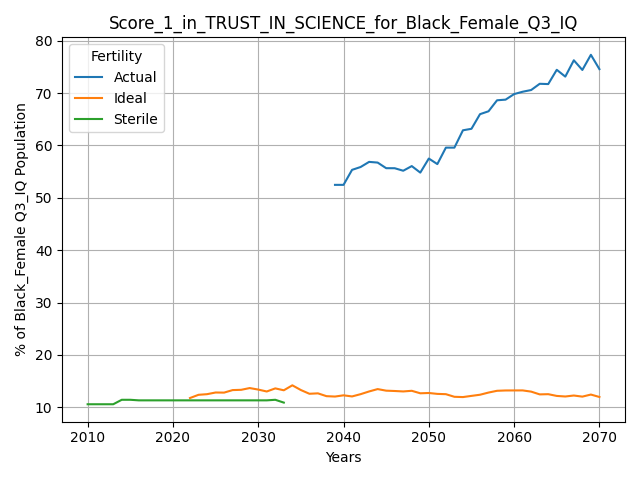 Score_1_in_TRUST_IN_SCIENCE_for_Black_Female_Q3_IQ
Fertility
Actual
Ideal
Sterile
% of Black_Female Q3_IQ Population
80
70
60
50
40
30
20
10
2010 2020 2030 2040 2050 2060 2070
Years